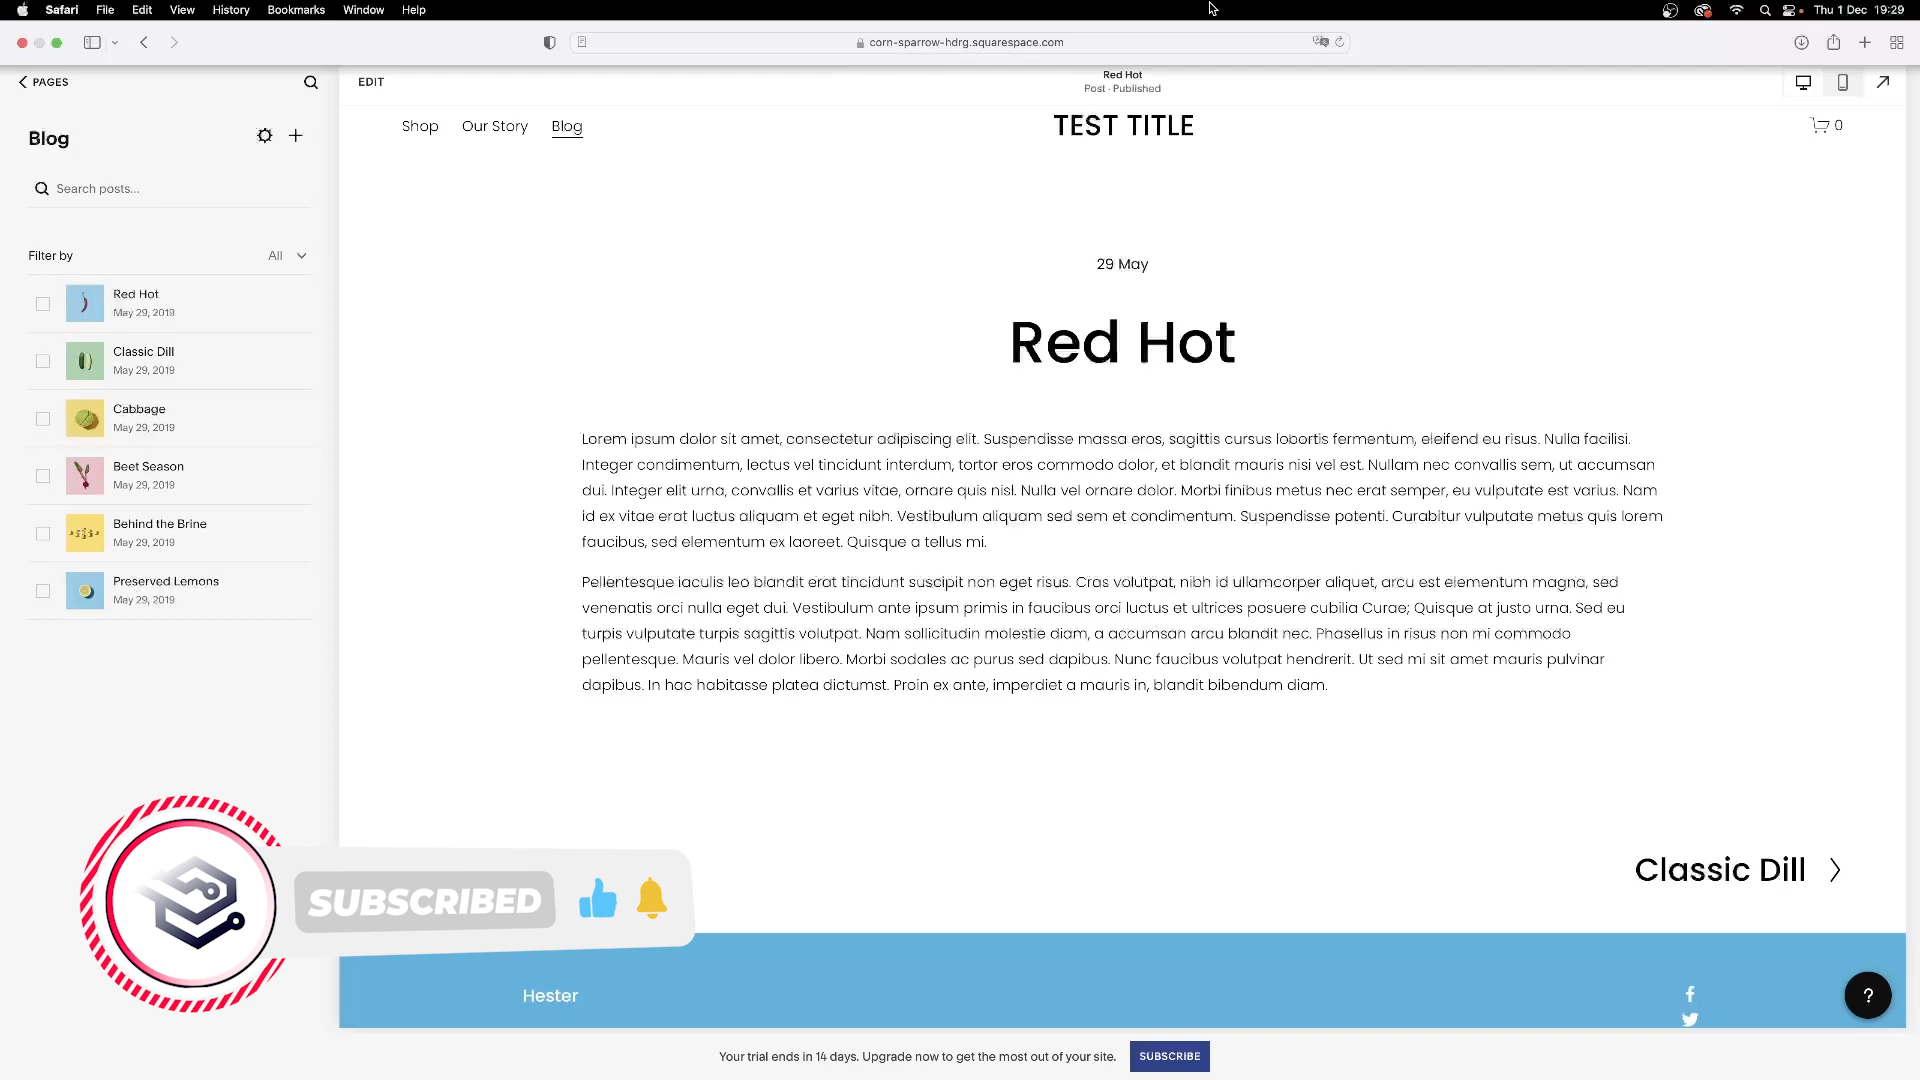 Safari File Edit View History Bookmarks Window Help
Thu 1 Dec 19:29
corn-sparrow-hdrg.squarespace.com
PAGES
EDIT
Red Hot
Post · Published
Blog
Shop Our Story Blog
TEST TITLE
0
Search posts...
Filter by
All
Red Hot
May 29, 2019
Classic Dill
May 29, 2019
Cabbage
May 29, 2019
Beet Season
May 29, 2019
Behind the Brine
May 29, 2019
Preserved Lemons
May 29, 2019
29 May
Red Hot
Lorem ipsum dolor sit amet, consectetur adipiscing elit. Suspendisse massa eros, sagittis cursus lobortis fermentum, eleifend eu risus. Nulla facilisi.
Integer condimentum, lectus vel tincidunt interdum, tortor eros commodo dolor, et blandit mauris nisi vel est. Nullam nec convallis sem, ut accumsan
dui. Integer elit urna, convallis et varius vitae, ornare quis nisl. Nulla vel ornare dolor. Morbi finibus metus nec erat semper, eu vulputate est varius. Nam
id ex vitae erat luctus aliquam et eget nibh. Vestibulum aliquam sed sem et condimentum. Suspendisse potenti. Curabitur vulputate metus quis lorem
faucibus, sed elementum ex laoreet. Quisque a tellus mi.
Pellentesque iaculis leo blandit erat tincidunt suscipit non eget risus. Cras volutpat, nibh id ullamcorper aliquet, arcu est elementum magna, sed
venenatis orci nulla eget dui. Vestibulum ante ipsum primis in faucibus orci luctus et ultrices posuere cubilia Curae; Quisque at justo urna. Sed eu
turpis vulputate turpis sagittis volutpat. Nam sollicitudin molestie diam, a accumsan arcu blandit nec. Phasellus in risus non mi commodo
pellentesque. Mauris vel dolor libero. Morbi sodales ac purus sed dapibus. Nunc faucibus volutpat hendrerit. Ut sed mi sit amet mauris pulvinar
dapibus. In hac habitasse platea dictumst. Proin ex ante, imperdiet a mauris in, blandit bibendum diam.
Classic Dill
SUBSCRIBED
Hester
?
Your trial ends in 14 days. Upgrade now to get the most out of your site.
SUBSCRIBE